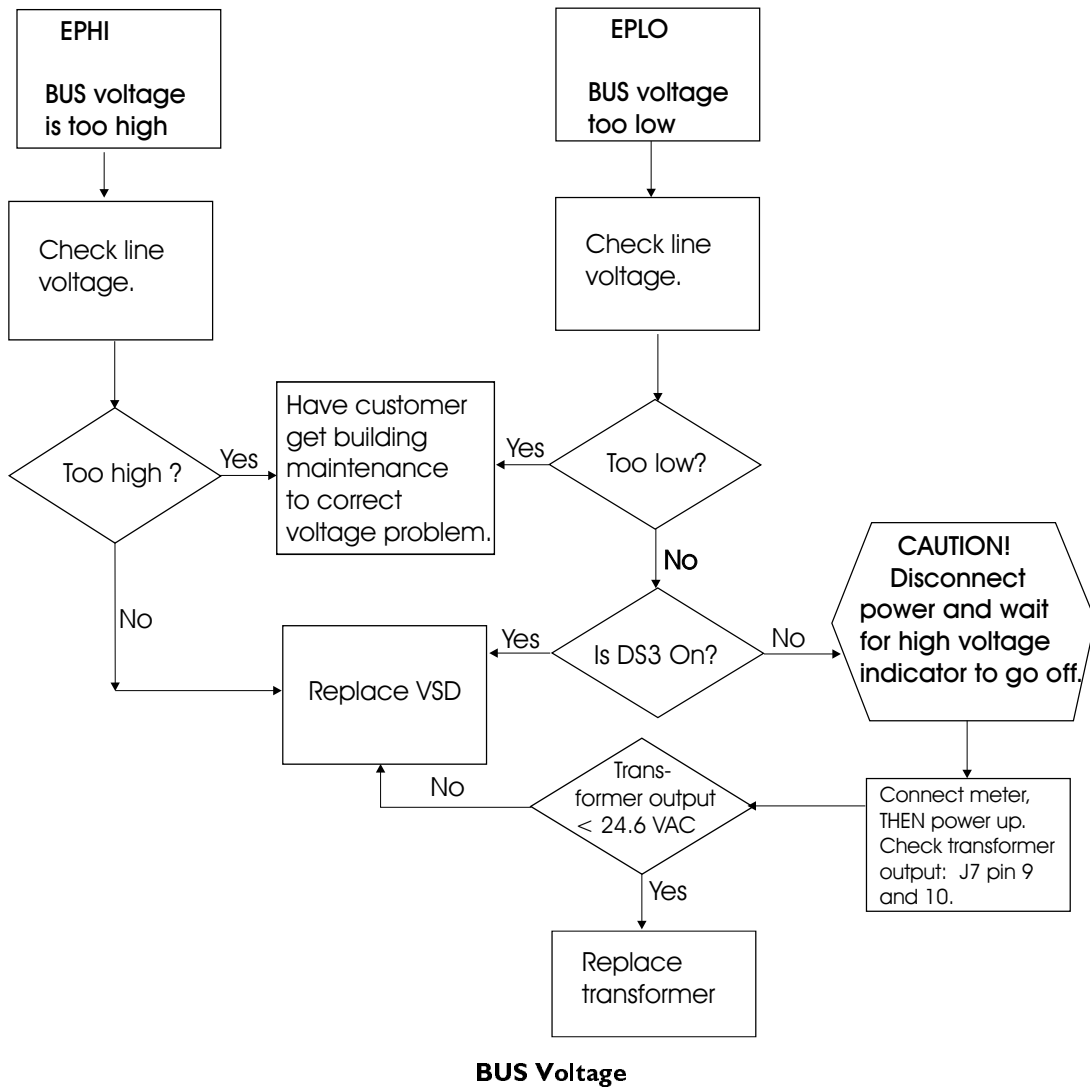 EPHI
BUS voltage
is too high
EPLO
BUS voltage
too low
Check line
voltage.
Check line
voltage.
Too high ?
Yes
Have customer
get building
maintenance
to correct
voltage problem.
Yes
Too low?
No
No
Replace VSD
Yes
Is DS3 On?
No
CAUTION!
Disconnect
power and wait
for high voltage
indicator to go off.
Connect meter,
THEN power up.
Check transformer
output: J7 pin 9
and 10.
Trans-
former output
< 24.6 VAC
No
Yes
Replace
transformer
BUS Voltage